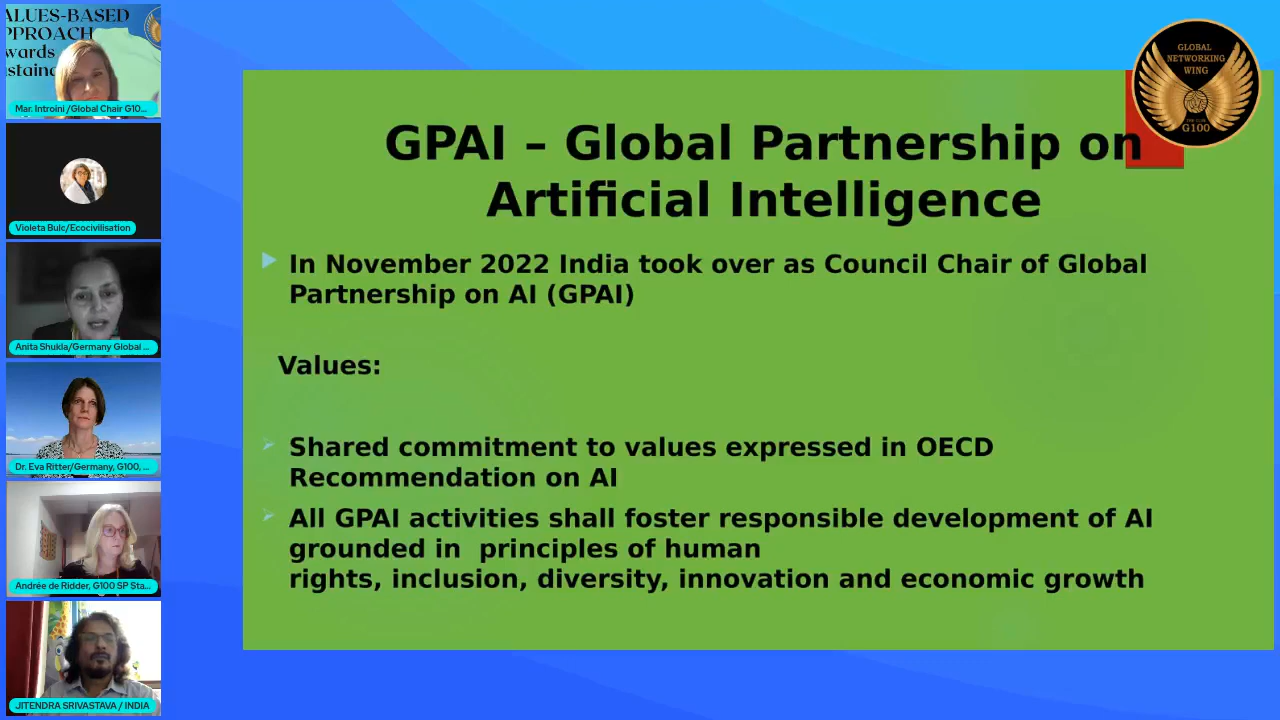 ALUES-BASED
PPROACH
wards
stain
Mar. Introini /Global Chair G10...
Violeta Bulc/Ecocivilisation
Anita Shukla/Germany Global ...
Dr. Eva Ritter/Germany, G100, ...
Andrée de Ridder, G100 SP Sta...
JITENDRA SRIVASTAVA / INDIA
GLOBAL
NETWORKING
WING
G100
GPAI – Global Partnership on
Artificial Intelligence
In November 2022 India took over as Council Chair of Global
Partnership on AI (GPAI)
Values:
Shared commitment to values expressed in OECD
Recommendation on AI
All GPAI activities shall foster responsible development of AI
grounded in  principles of human
rights, inclusion, diversity, innovation and economic growth